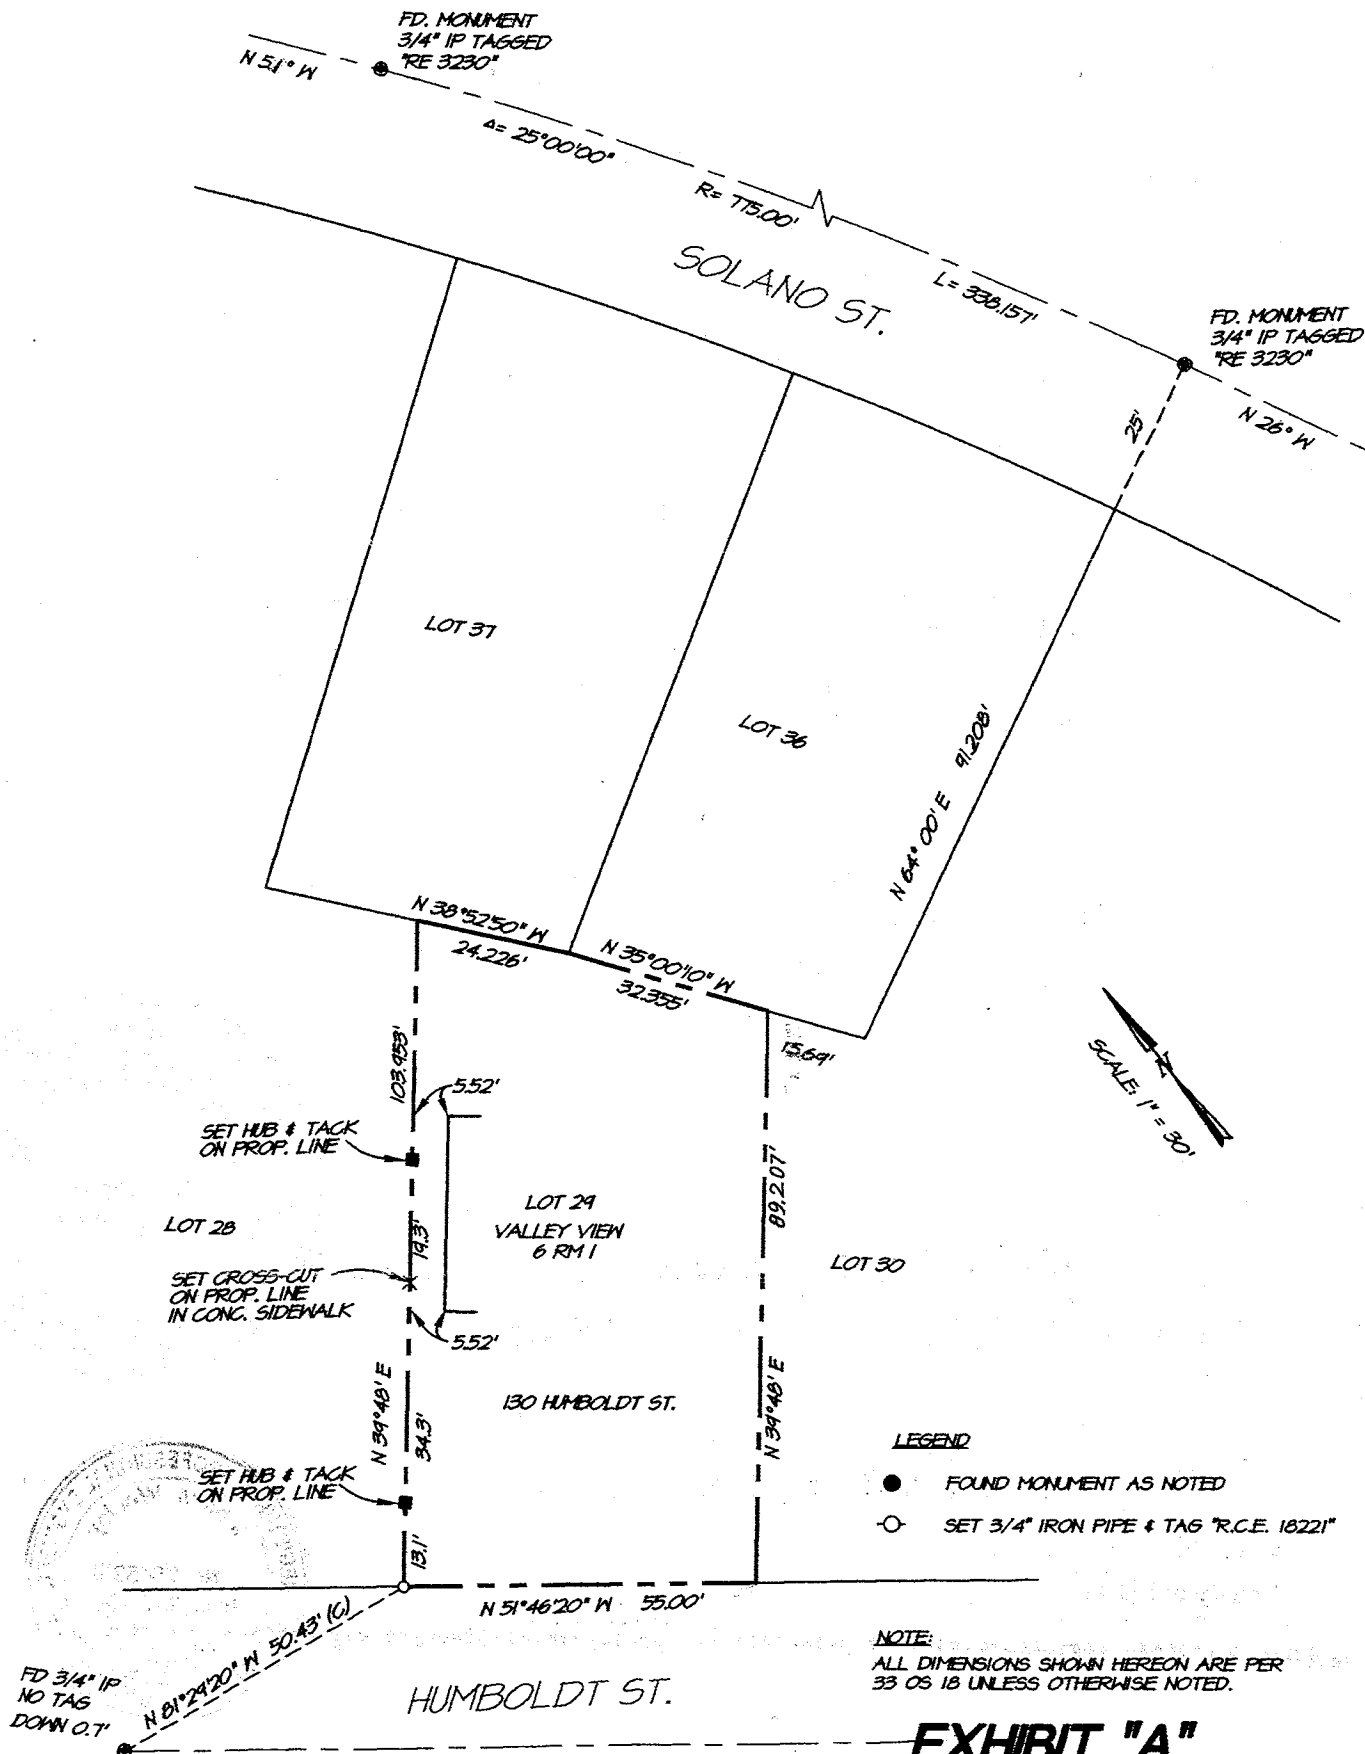 FD. MONUMENT
3/4" IP TAGGED
"RE 3230"
N 51° W
Δ= 25°00'00"
R= 775.00'
SOLANO ST.
L= 338.157'
FD. MONUMENT
3/4" IP TAGGED
"RE 3230"
25'
N 26° W
LOT 37
LOT 36
N 64° 00' E 91.208'
N 38°52'50" W
24.226'
N 35°00'10" W
32.355'
15.69'
103.953'
5.52'
SET HUB & TACK
ON PROP. LINE
SCALE: 1" = 30'
N
LOT 28
19.3'
LOT 29
VALLEY VIEW
6 RM 1
89.207'
LOT 30
SET CROSS-CUT
ON PROP. LINE
IN CONC. SIDEWALK
5.52'
N 39°48' E
34.3'
130 HUMBOLDT ST.
N 39°48' E
SET HUB & TACK
ON PROP. LINE
13.1'
LEGEND
FOUND MONUMENT AS NOTED
SET 3/4" IRON PIPE & TAG "R.C.E. 18221"
N 51°46'20" W 55.00'
N 81°29'20" W 50.43' (C)
FD 3/4" IP
NO TAG
DOWN 0.7'
HUMBOLDT ST.
NOTE:
ALL DIMENSIONS SHOWN HEREON ARE PER
33 OS 18 UNLESS OTHERWISE NOTED.
EXHIBIT "A"